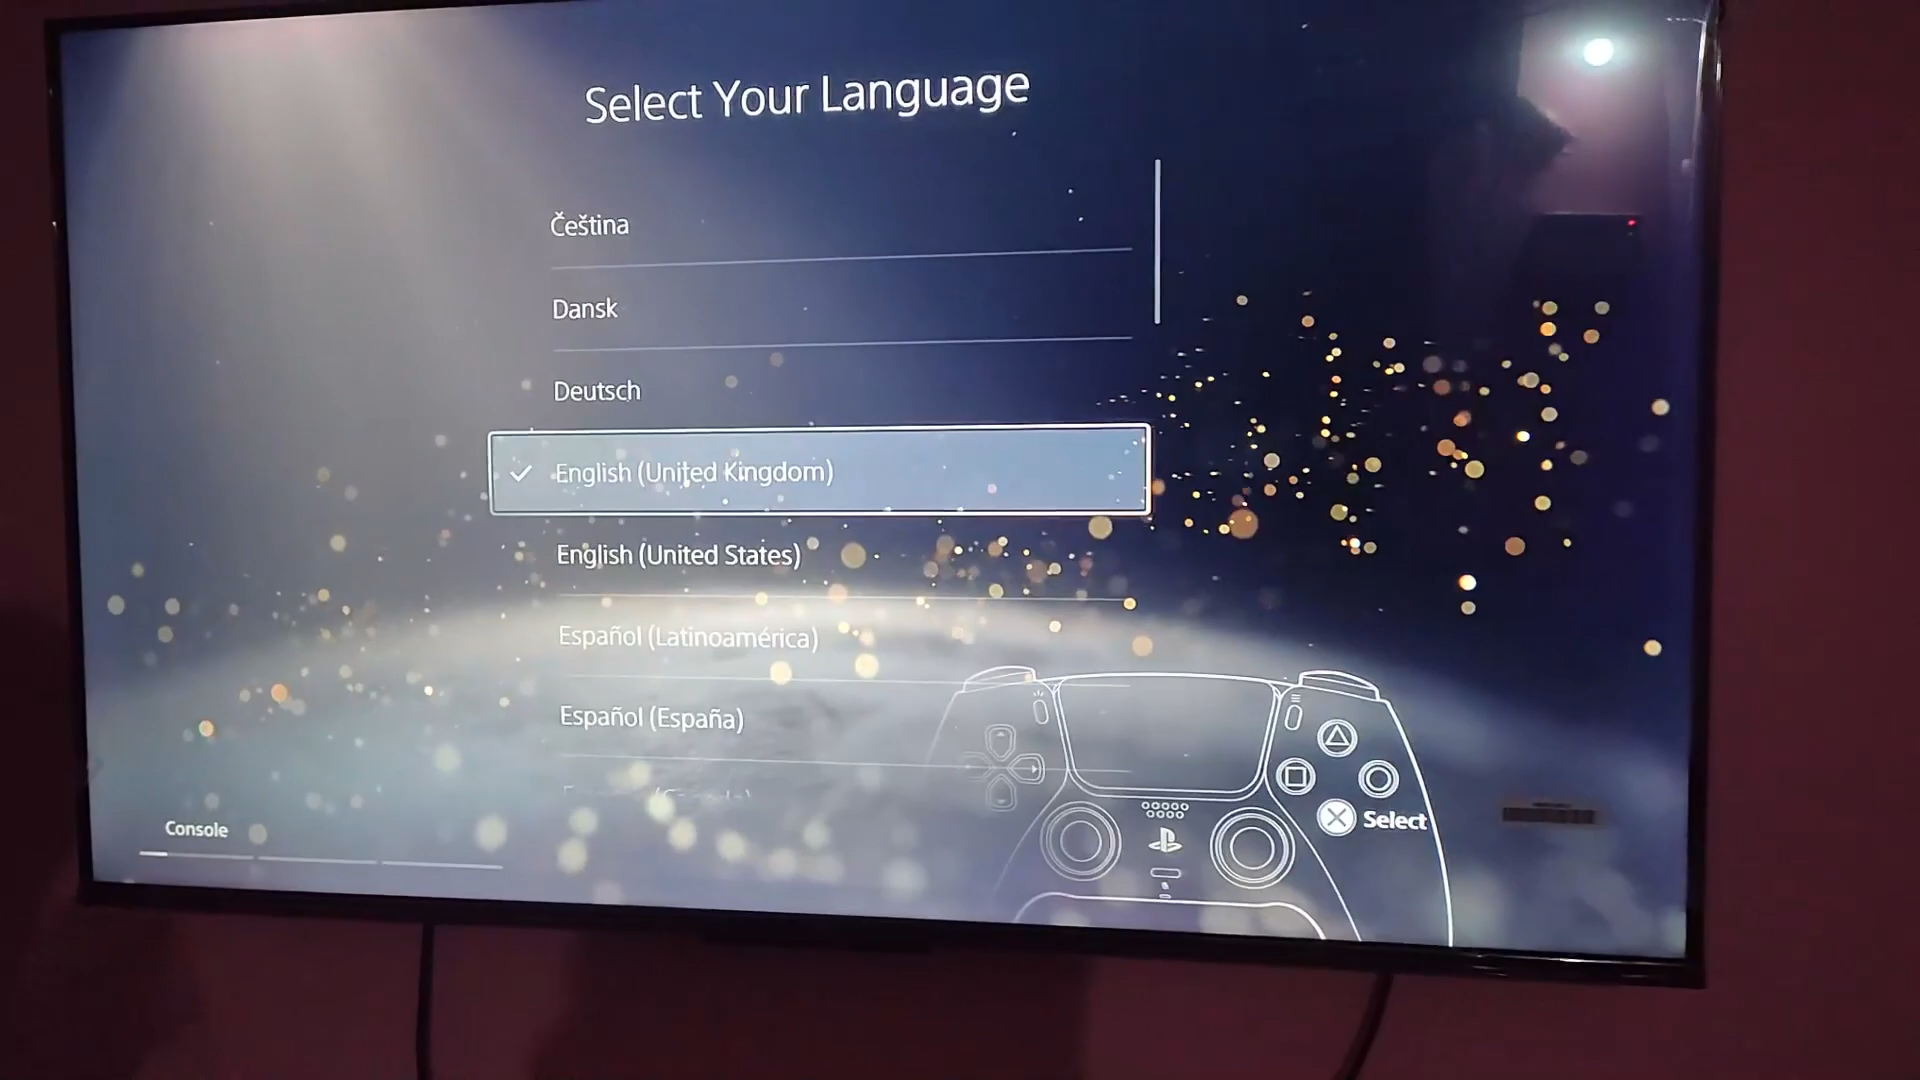 Select Your Language
Čeština
Dansk
Deutsch
English (United Kingdom)
English (United States)
Español (Latinoamérica)
Español (España)
Console
Select